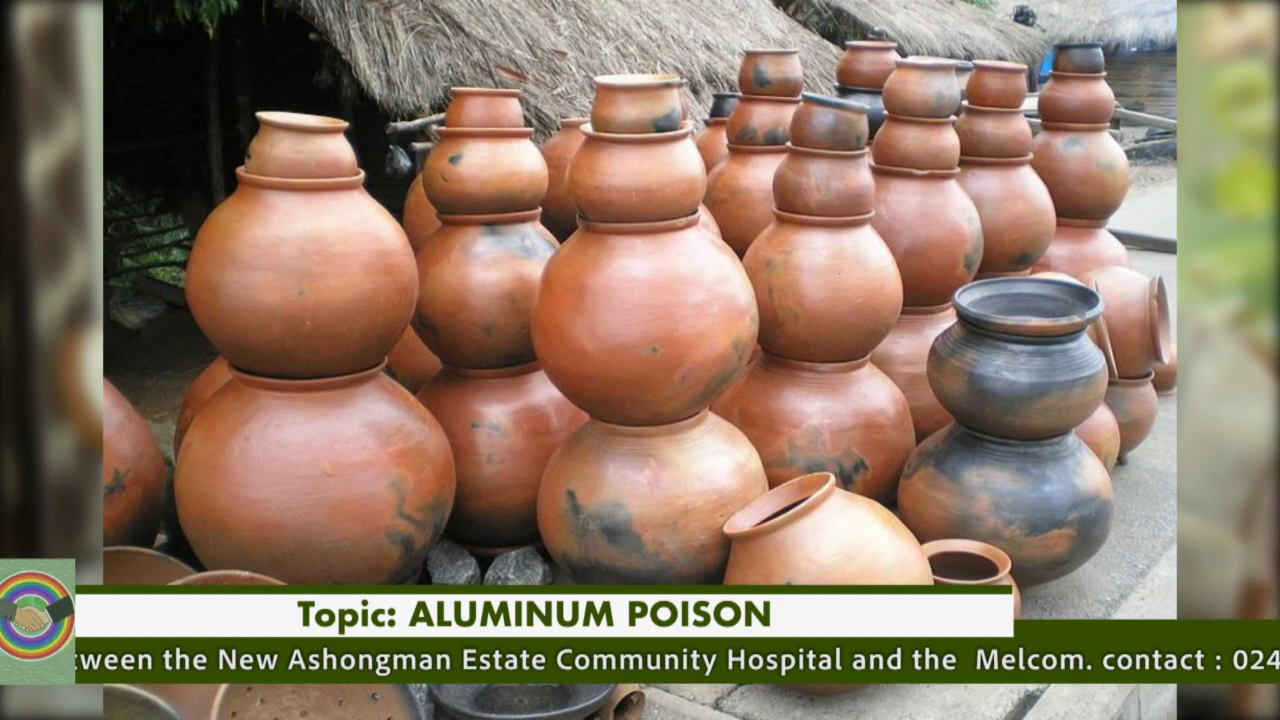 Topic: ALUMINUM POISON
tween the New Ashongman Estate Community Hospital and the Melcom. contact : 024